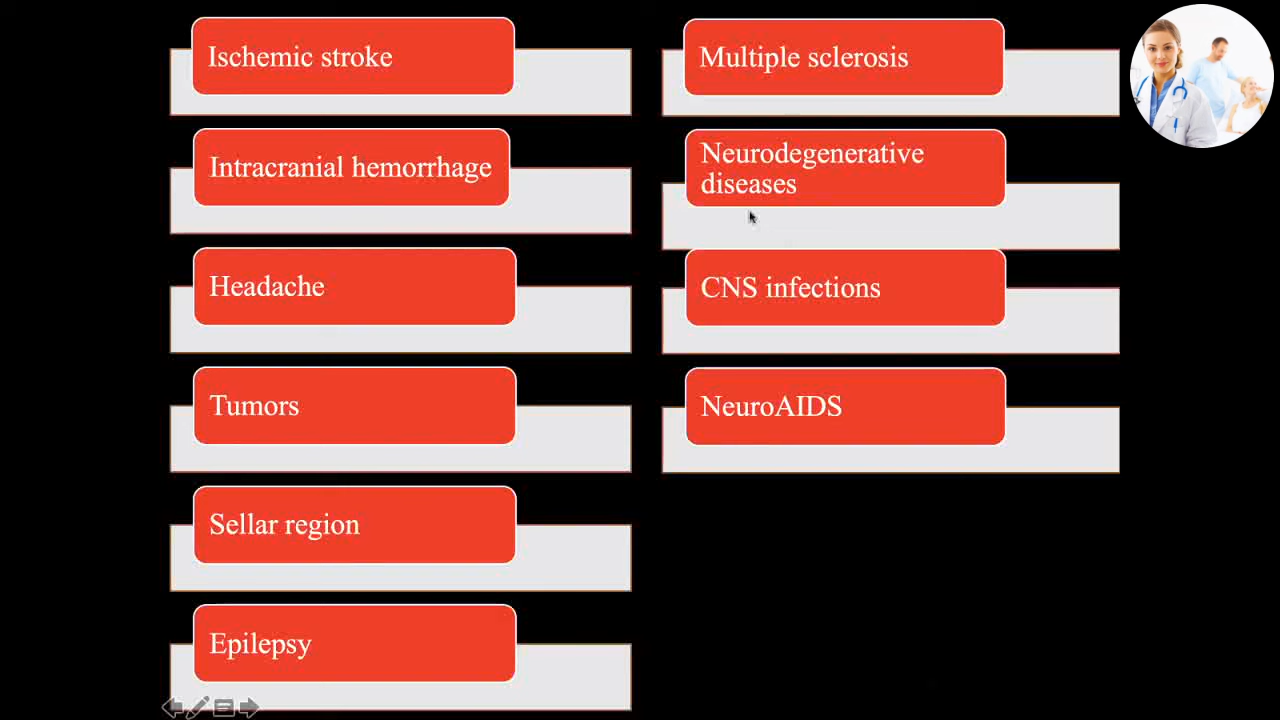 Ischemic stroke
Intracranial hemorrhage
Headache
Tumors
Sellar region
Epilepsy
Multiple sclerosis
Neurodegenerative
diseases
CNS infections
NeuroAIDS